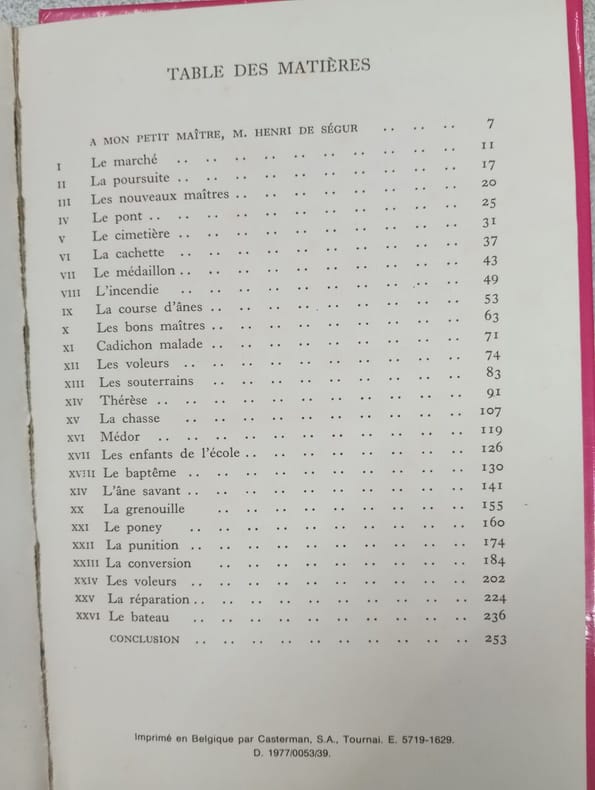 TABLE DES MATIÈRES
A MON PETIT MAÎTRE, M. HENRI DE SÉGUR .. .. .. 7
I Le marché .. .. .. .. .. .. .. .. .. .. 11
II La poursuite .. .. .. .. .. .. .. .. .. .. 17
III Les nouveaux maîtres .. .. .. .. .. .. .. .. 20
IV Le pont .. .. .. .. .. .. .. .. .. .. .. 25
V Le cimetière .. .. .. .. .. .. .. .. .. .. 31
VI La cachette .. .. .. .. .. .. .. .. .. .. 37
VII Le médaillon .. .. .. .. .. .. .. .. .. .. 43
VIII L'incendie .. .. .. .. .. .. .. .. .. .. 49
IX La course d'ânes .. .. .. .. .. .. .. .. .. 53
X Les bons maîtres .. .. .. .. .. .. .. .. .. 63
XI Cadichon malade .. .. .. .. .. .. .. .. .. 71
XII Les voleurs .. .. .. .. .. .. .. .. .. .. 74
XIII Les souterrains .. .. .. .. .. .. .. .. .. 83
XIV Thérèse .. .. .. .. .. .. .. .. .. .. .. 91
XV La chasse .. .. .. .. .. .. .. .. .. .. 107
XVI Médor .. .. .. .. .. .. .. .. .. .. .. 119
XVII Les enfants de l'école .. .. .. .. .. .. .. .. 126
XVIII Le baptême .. .. .. .. .. .. .. .. .. .. 130
XIV L'âne savant .. .. .. .. .. .. .. .. .. .. 141
XX La grenouille .. .. .. .. .. .. .. .. .. 155
XXI Le poney .. .. .. .. .. .. .. .. .. .. 160
XXII La punition .. .. .. .. .. .. .. .. .. .. 174
XXIII La conversion .. .. .. .. .. .. .. .. .. 184
XXIV Les voleurs .. .. .. .. .. .. .. .. .. .. 202
XXV La réparation .. .. .. .. .. .. .. .. .. .. 224
XXVI Le bateau .. .. .. .. .. .. .. .. .. .. 236
CONCLUSION .. .. .. .. .. .. .. .. .. .. 253
Imprimé en Belgique par Casterman, S.A., Tournai. E. 5719-1629.
D. 1977/0053/39.